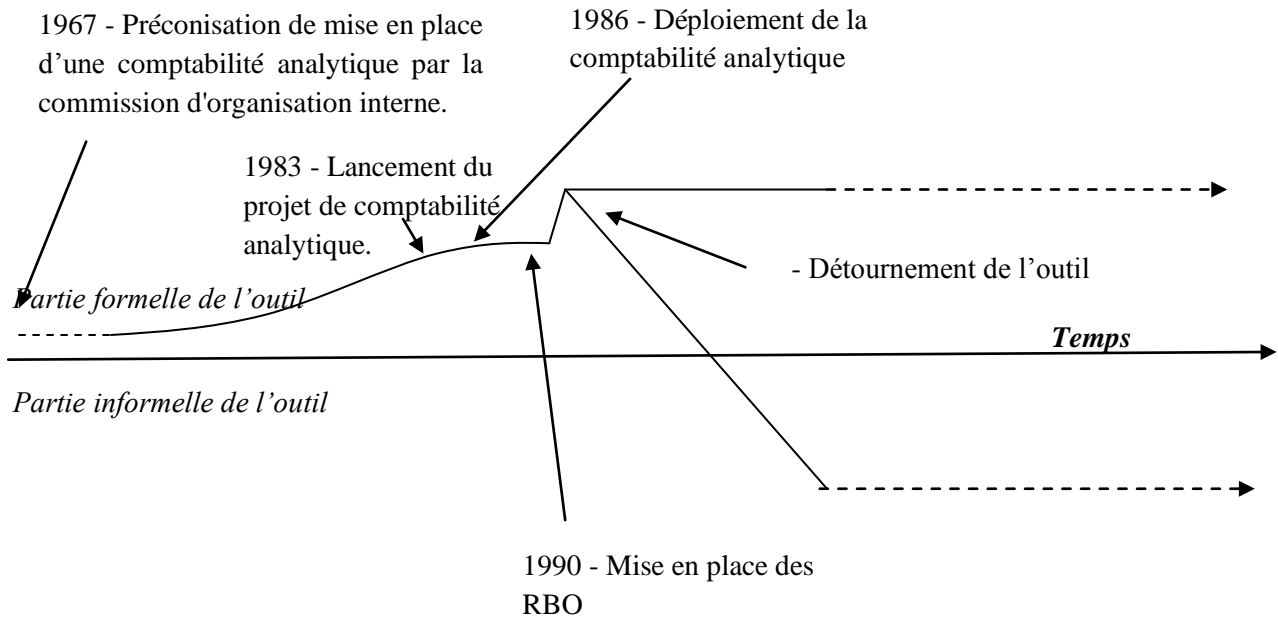 1967 - Préconisation de mise en place
d’une comptabilité analytique par la
commission d'organisation interne.
1986 - Déploiement de la
comptabilité analytique
1983 - Lancement du
projet de comptabilité
analytique.
- Détournement de l’outil
Partie formelle de l’outil
Temps
Partie informelle de l’outil
1990 - Mise en place des
RBO